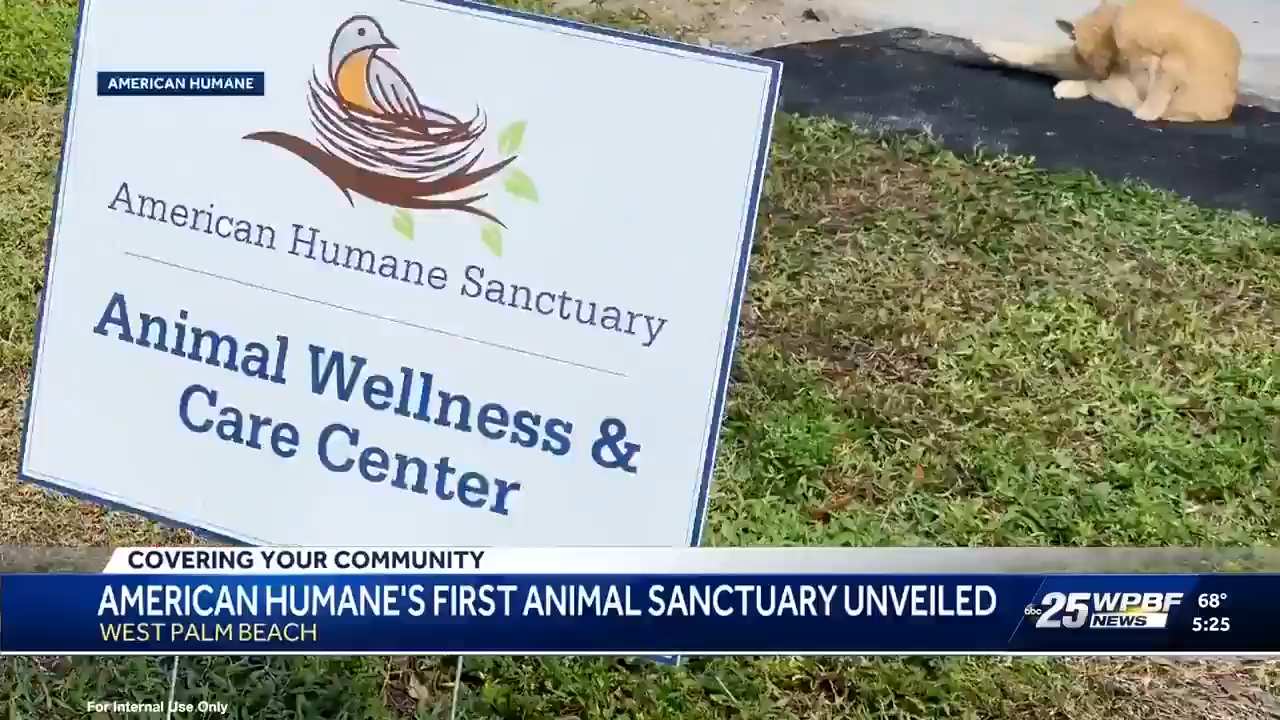 AMERICAN HUMANE
American Humane Sanctuary
Animal Wellness &
Care Center
COVERING YOUR COMMUNITY
AMERICAN HUMANE'S FIRST ANIMAL SANCTUARY UNVEILED
WEST PALM BEACH
abc 25 WPBF
NEWS
68°
5:25
For Internal Use Only